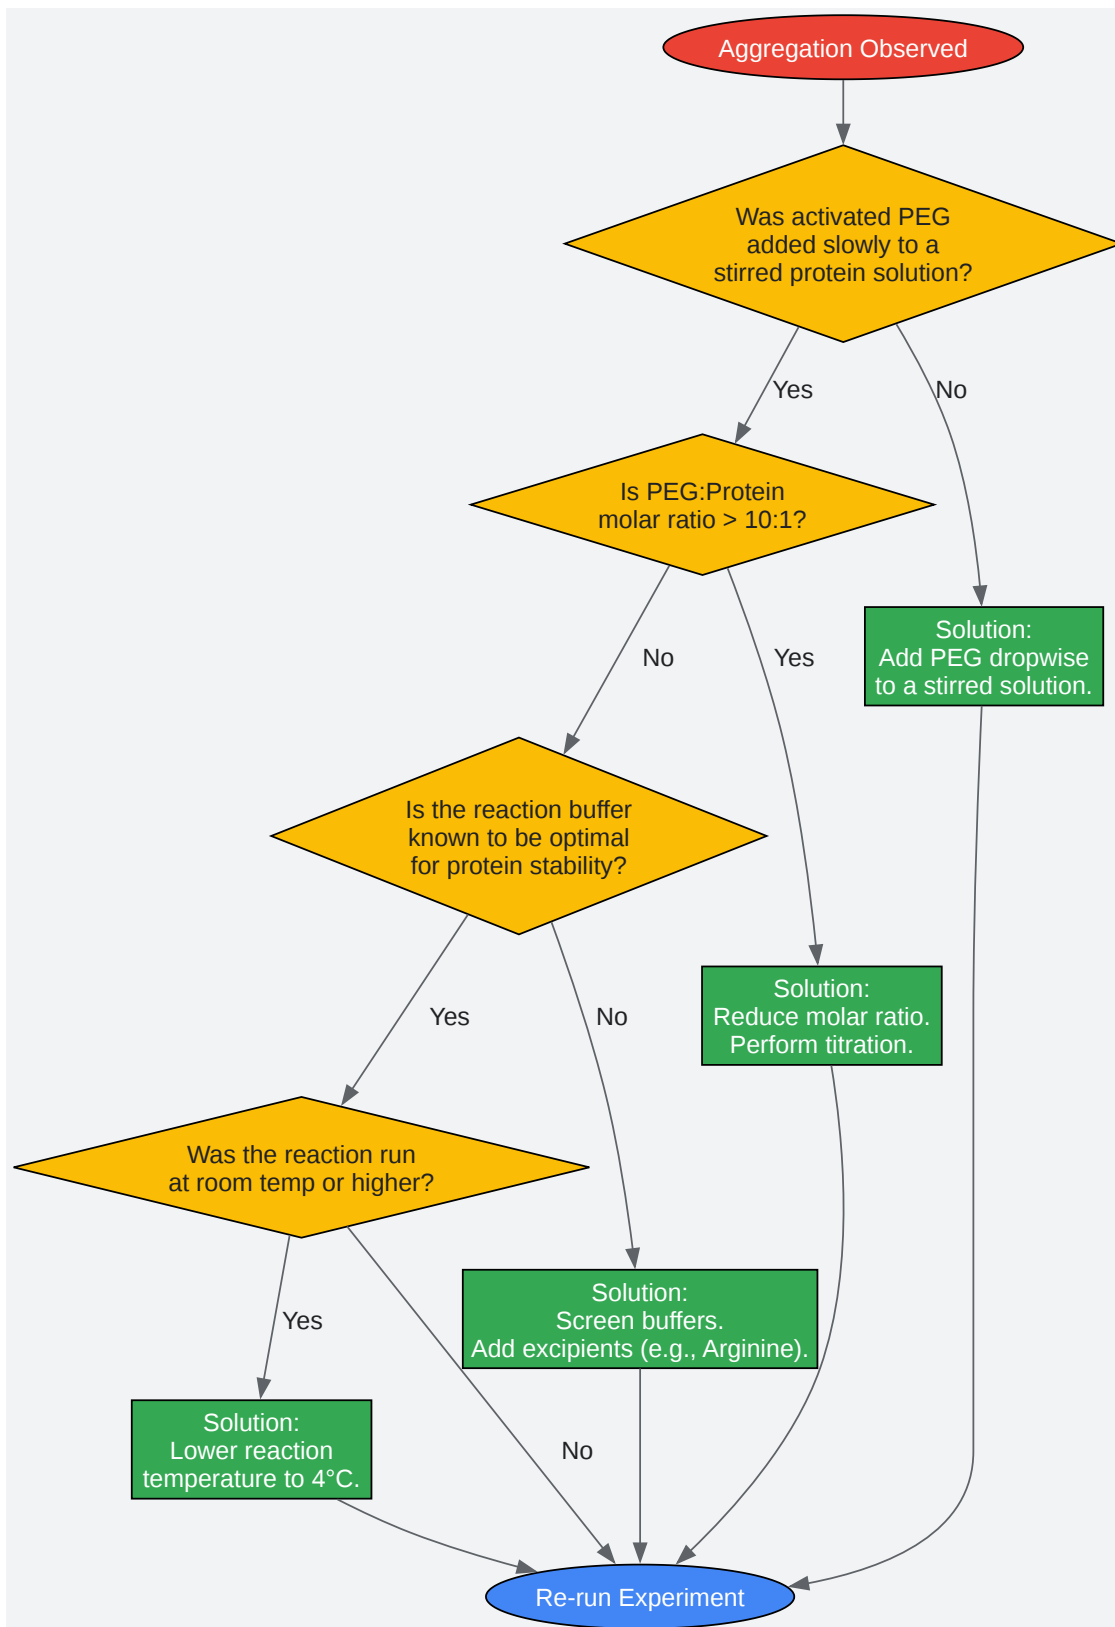 Aggregation Observed
Was activated PEG
added slowly to a
stirred protein solution?
Yes
No
Is PEG:Protein
molar ratio > 10:1?
No
Yes
Solution:
Add PEG dropwise
to a stirred solution.
Is the reaction buffer
known to be optimal
for protein stability?
Yes
No
Solution:
Reduce molar ratio.
Perform titration.
Was the reaction run
at room temp or higher?
Yes
Solution:
Screen buffers.
Add excipients (e.g., Arginine).
Solution:
Lower reaction
temperature to 4°C.
No
Re-run Experiment